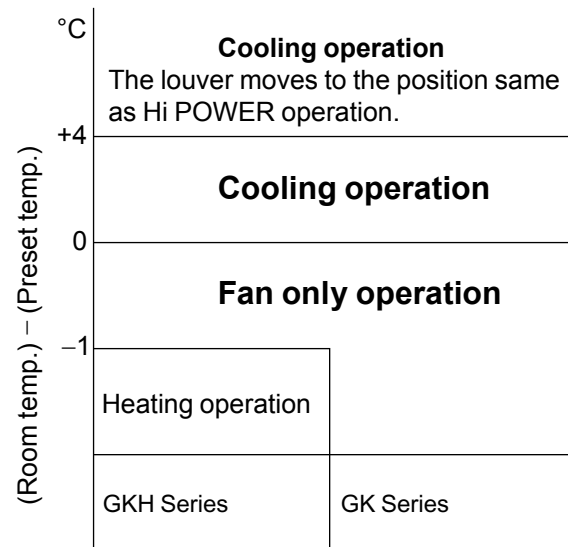 °C
Cooling operation
The louver moves to the position same
as Hi POWER operation.
+4
Cooling operation
0
Fan only operation
−1
Heating operation
GKH Series
GK Series
(Room temp.) − (Preset temp.)